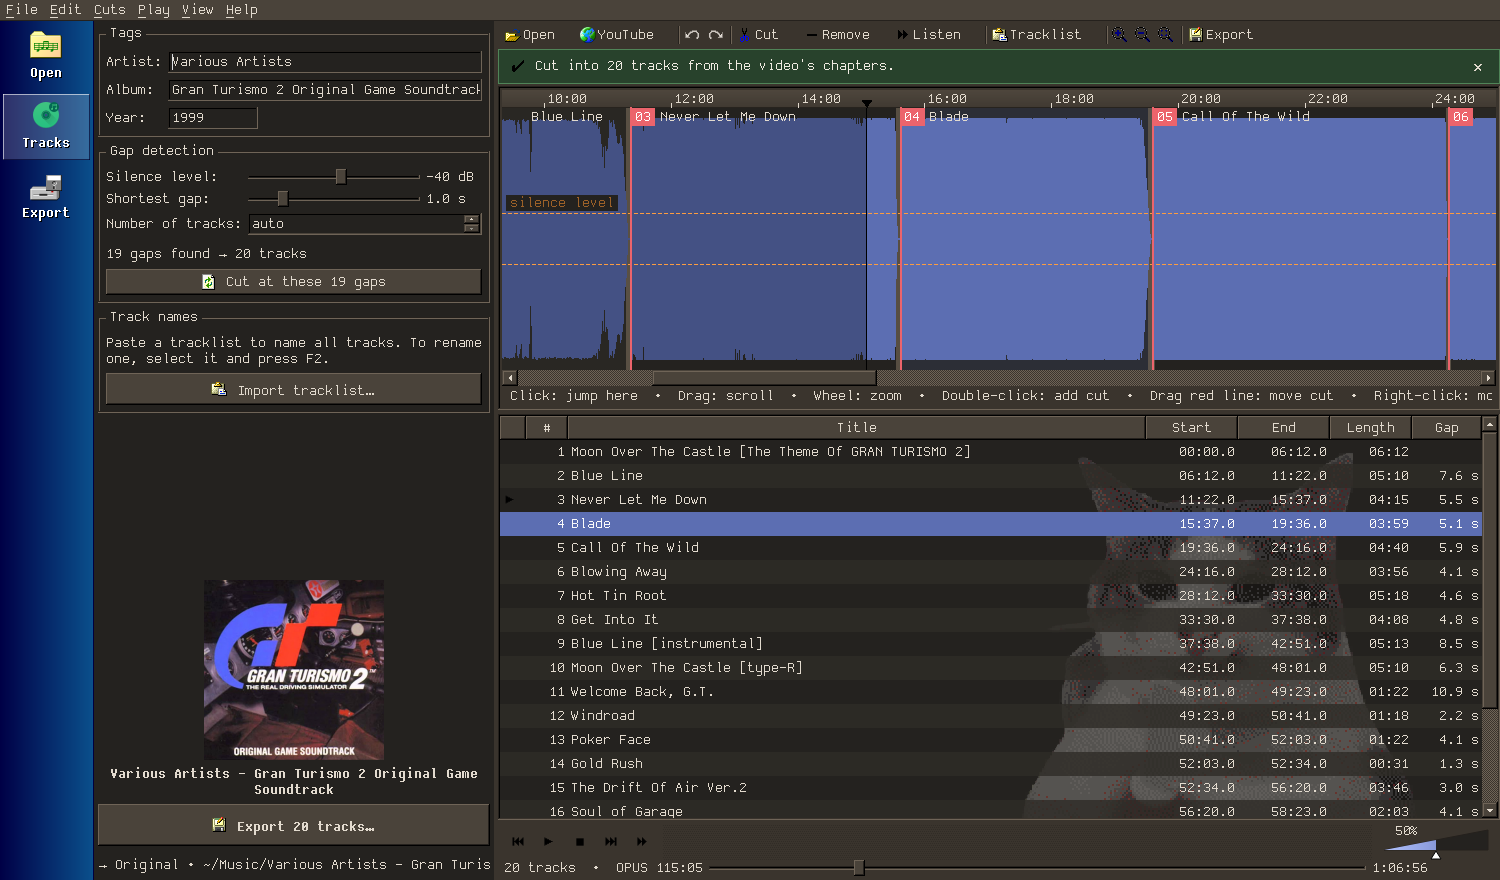 File Edit Cuts Play View Help
Open
Tracks
Export
Tags
Artist: Various Artists
Album: Gran Turismo 2 Original Game Soundtrack
Year: 1999
Gap detection
Silence level: -40 dB
Shortest gap: 1.0 s
Number of tracks: auto
19 gaps found → 20 tracks
Cut at these 19 gaps
Track names
Paste a tracklist to name all tracks. To rename
one, select it and press F2.
Import tracklist…
GRAN TURISMO 2™
THE REAL DRIVING SIMULATOR
ORIGINAL GAME SOUNDTRACK
Various Artists - Gran Turismo 2 Original Game
Soundtrack
Export 20 tracks…
→ Original • ~/Music/Various Artists - Gran Turis
Open YouTube Cut Remove Listen Tracklist Export
Cut into 20 tracks from the video's chapters.
10:00 12:00 14:00 16:00 18:00 20:00 22:00 24:00
Blue Line 03 Never Let Me Down 04 Blade 05 Call Of The Wild 06
silence level
Click: jump here • Drag: scroll • Wheel: zoom • Double-click: add cut • Drag red line: move cut • Right-click: mc
# Title Start End Length Gap
1 Moon Over The Castle [The Theme Of GRAN TURISMO 2] 00:00.0 06:12.0 06:12
2 Blue Line 06:12.0 11:22.0 05:10 7.6 s
3 Never Let Me Down 11:22.0 15:37.0 04:15 5.5 s
4 Blade 15:37.0 19:36.0 03:59 5.1 s
5 Call Of The Wild 19:36.0 24:16.0 04:40 5.9 s
6 Blowing Away 24:16.0 28:12.0 03:56 4.1 s
7 Hot Tin Root 28:12.0 33:30.0 05:18 4.6 s
8 Get Into It 33:30.0 37:38.0 04:08 4.8 s
9 Blue Line [instrumental] 37:38.0 42:51.0 05:13 8.5 s
10 Moon Over The Castle [type-R] 42:51.0 48:01.0 05:10 6.3 s
11 Welcome Back, G.T. 48:01.0 49:23.0 01:22 10.9 s
12 Windroad 49:23.0 50:41.0 01:18 2.2 s
13 Poker Face 50:41.0 52:03.0 01:22 4.1 s
14 Gold Rush 52:03.0 52:34.0 00:31 1.3 s
15 The Drift Of Air Ver.2 52:34.0 56:20.0 03:46 3.0 s
16 Soul of Garage 56:20.0 58:23.0 02:03 4.1 s
50%
20 tracks • OPUS 115:05 1:06:56